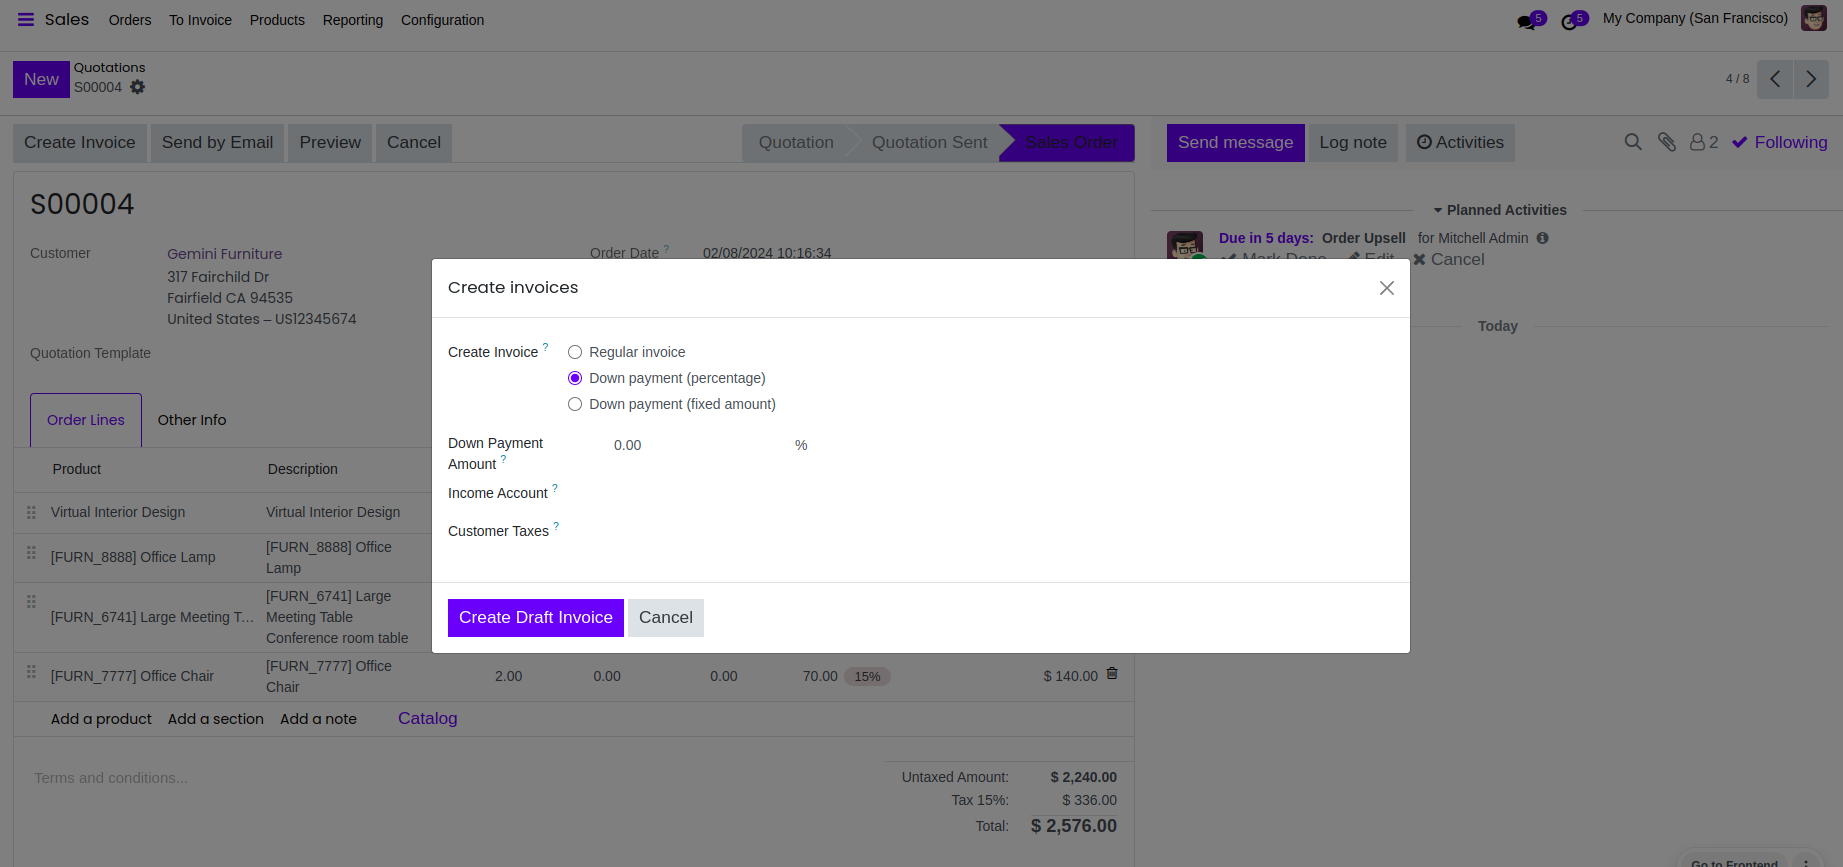 Sales Orders To Invoice Products Reporting Configuration 5 5 My Company (San Francisco)
New Quotations
S00004 4 / 8
Create Invoice Send by Email Preview Cancel Quotation Quotation Sent Sales Order Send message Log note Activities 2 Following
S00004
Planned Activities
Customer Gemini Furniture Order Date ? 02/08/2024 10:16:34
317 Fairchild Dr
Fairfield CA 94535
United States – US12345674
Quotation Template
Due in 5 days: Order Upsell for Mitchell Admin
Mark Done Edit Cancel
Today
Create invoices
Create Invoice ? Regular invoice
Down payment (percentage)
Down payment (fixed amount)
Down Payment
Amount ? 0.00 %
Income Account ?
Customer Taxes ?
Create Draft Invoice Cancel
Order Lines Other Info
Product Description
Virtual Interior Design Virtual Interior Design
[FURN_8888] Office Lamp [FURN_8888] Office
Lamp
[FURN_6741] Large Meeting T... [FURN_6741] Large
Meeting Table
Conference room table
[FURN_7777] Office Chair [FURN_7777] Office
Chair 2.00 0.00 0.00 70.00 15% $ 140.00
Add a product Add a section Add a note Catalog
Terms and conditions...
Untaxed Amount: $ 2,240.00
Tax 15%: $ 336.00
Total: $ 2,576.00
Go to Frontend